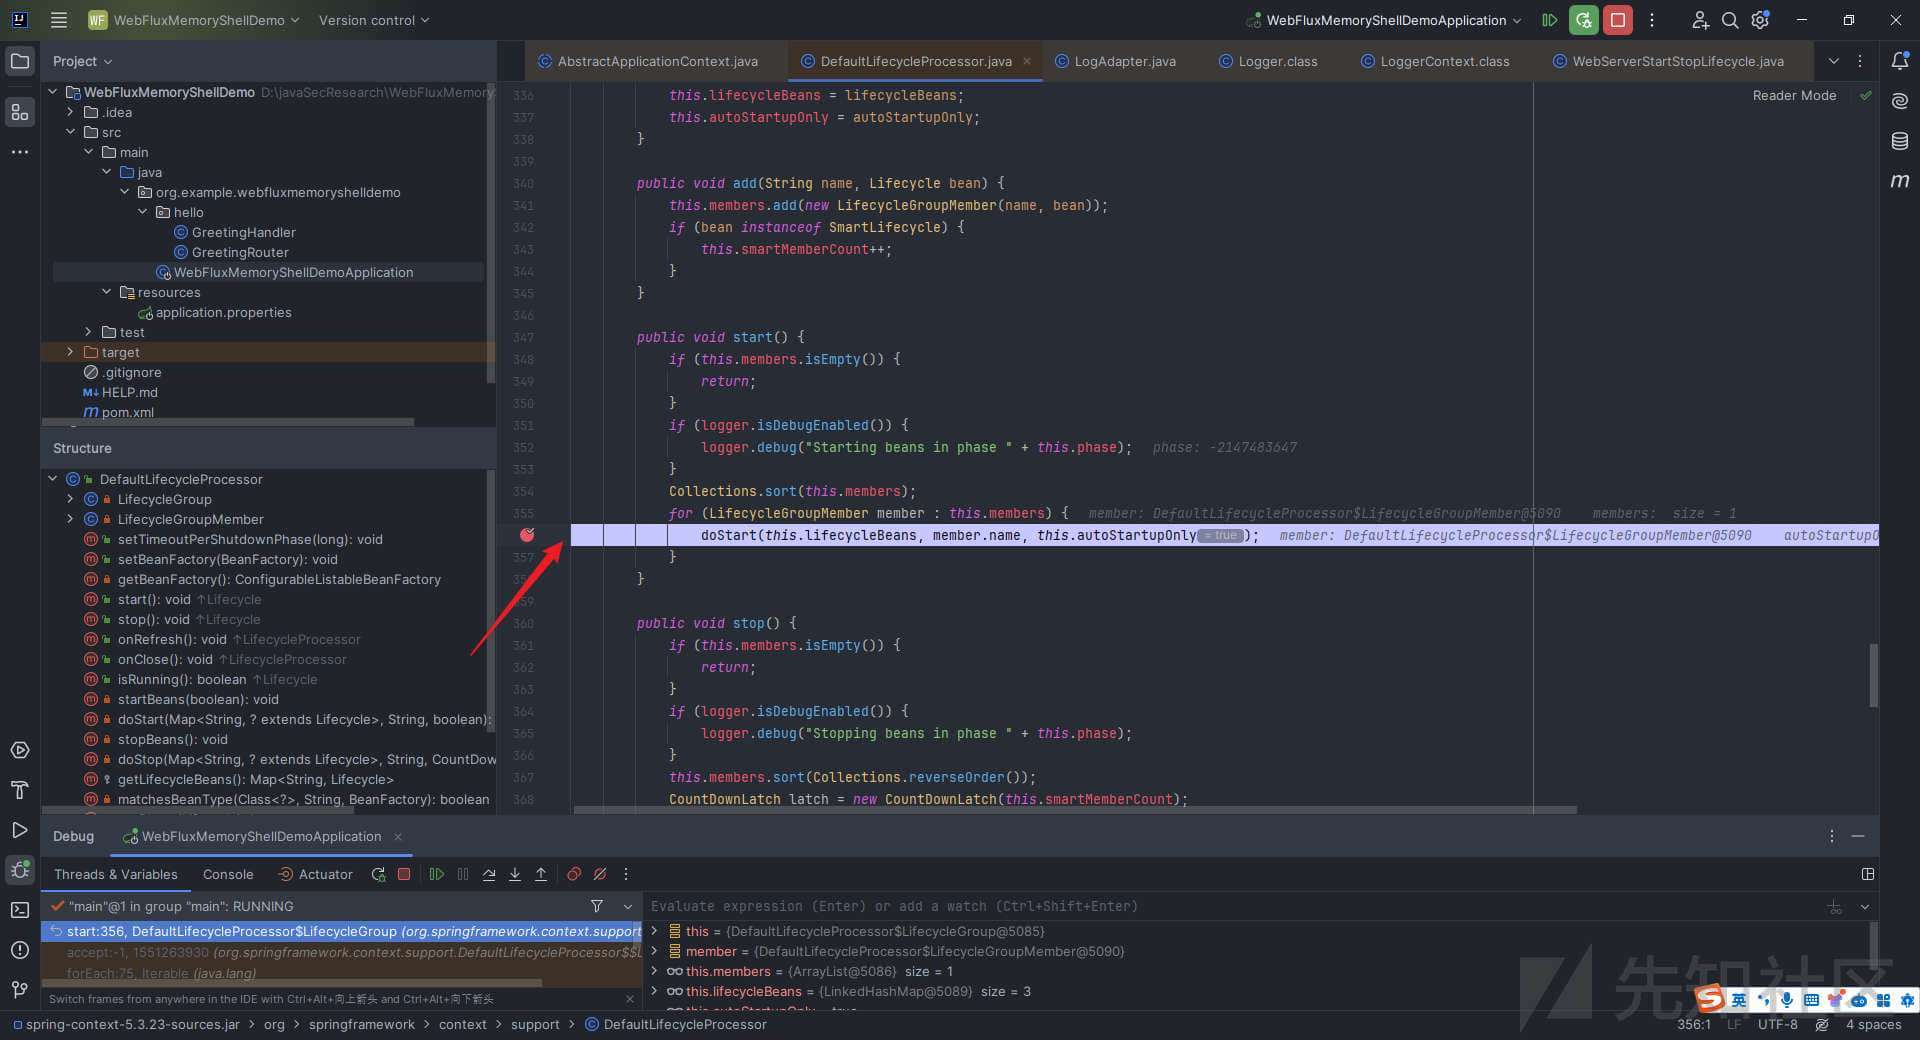 WF WebFluxMemoryShellDemo Version control WebFluxMemoryShellDemoApplication
Project
AbstractApplicationContext.java DefaultLifecycleProcessor.java LogAdapter.java Logger.class LoggerContext.class WebServerStartStopLifecycle.java
WebFluxMemoryShellDemo D:\javaSecResearch\WebFluxMemory
.idea
src
main
java
org.example.webfluxmemoryshelldemo
hello
GreetingHandler
GreetingRouter
WebFluxMemoryShellDemoApplication
resources
application.properties
test
target
.gitignore
HELP.md
pom.xml
Structure
DefaultLifecycleProcessor
LifecycleGroup
LifecycleGroupMember
setTimeoutPerShutdownPhase(long): void
setBeanFactory(BeanFactory): void
getBeanFactory(): ConfigurableListableBeanFactory
start(): void ↑Lifecycle
stop(): void ↑Lifecycle
onRefresh(): void ↑LifecycleProcessor
onClose(): void ↑LifecycleProcessor
isRunning(): boolean ↑Lifecycle
startBeans(boolean): void
doStart(Map<String, ? extends Lifecycle>, String, boolean):
stopBeans(): void
doStop(Map<String, ? extends Lifecycle>, String, CountDow
getLifecycleBeans(): Map<String, Lifecycle>
matchesBeanType(Class<?>, String, BeanFactory): boolean
Reader Mode
336 this.lifecycleBeans = lifecycleBeans;
337 this.autoStartupOnly = autoStartupOnly;
338 }
339
340 public void add(String name, Lifecycle bean) {
341 this.members.add(new LifecycleGroupMember(name, bean));
342 if (bean instanceof SmartLifecycle) {
343 this.smartMemberCount++;
344 }
345 }
346
347 public void start() {
348 if (this.members.isEmpty()) {
349 return;
350 }
351 if (logger.isDebugEnabled()) {
352 logger.debug("Starting beans in phase " + this.phase); phase: -2147483647
353 }
354 Collections.sort(this.members);
355 for (LifecycleGroupMember member : this.members) { member: DefaultLifecycleProcessor$LifecycleGroupMember@5090 members: size = 1
doStart(this.lifecycleBeans, member.name, this.autoStartupOnly = true ); member: DefaultLifecycleProcessor$LifecycleGroupMember@5090 autoStartupO
357 }
}
359
360 public void stop() {
361 if (this.members.isEmpty()) {
362 return;
363 }
364 if (logger.isDebugEnabled()) {
365 logger.debug("Stopping beans in phase " + this.phase);
366 }
367 this.members.sort(Collections.reverseOrder());
368 CountDownLatch latch = new CountDownLatch(this.smartMemberCount);
Debug WebFluxMemoryShellDemoApplication
Threads & Variables Console Actuator
"main"@1 in group "main": RUNNING
start:356, DefaultLifecycleProcessor$LifecycleGroup (org.springframework.context.support
accept:-1, 1551263930 (org.springframework.context.support.DefaultLifecycleProcessor$$L
forEach:75, Iterable (java.lang)
Switch frames from anywhere in the IDE with Ctrl+Alt+向上箭头 and Ctrl+Alt+向下箭头
Evaluate expression (Enter) or add a watch (Ctrl+Shift+Enter)
this = {DefaultLifecycleProcessor$LifecycleGroup@5085}
member = {DefaultLifecycleProcessor$LifecycleGroupMember@5090}
this.members = {ArrayList@5086} size = 1
this.lifecycleBeans = {LinkedHashMap@5089} size = 3
先知社区
英
spring-context-5.3.23-sources.jar > org > springframework > context > support > DefaultLifecycleProcessor
356:1 LF UTF-8 4 spaces